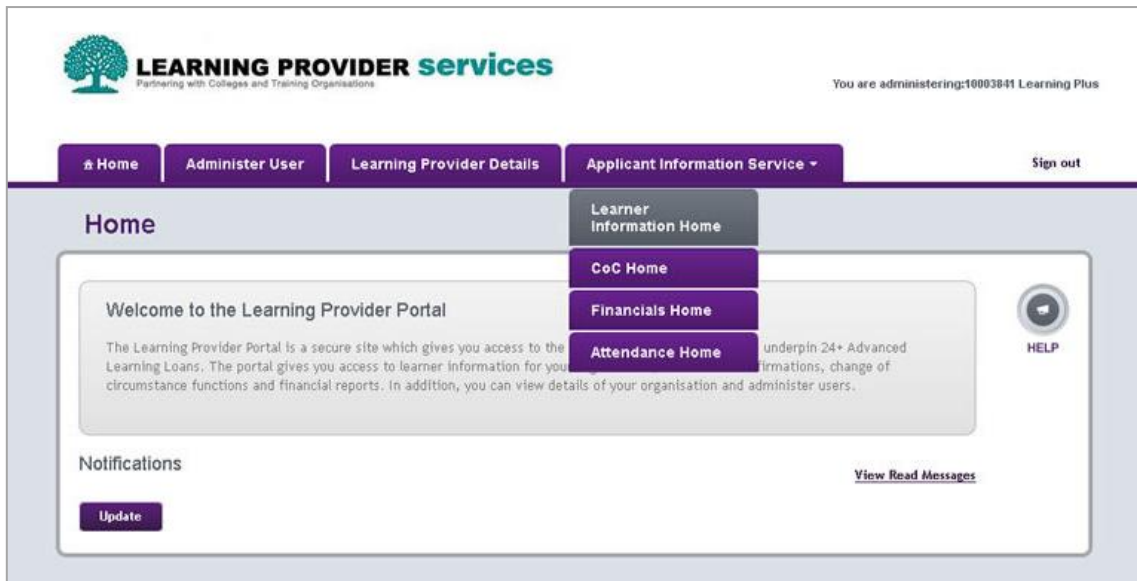 LEARNING PROVIDER services
Partnering with Colleges and Training Organisations
You are administering:10003841 Learning Plus
Home
Administer User
Learning Provider Details
Applicant Information Service
Sign out
Home
Learner
Information Home
CoC Home
Financials Home
Attendance Home
Welcome to the Learning Provider Portal
The Learning Provider Portal is a secure site which gives you access to the underpin 24+ Advanced
Learning Loans. The portal gives you access to learner information for you firmations, change of
circumstance functions and financial reports. In addition, you can view details of your organisation and administer users.
HELP
Notifications
View Read Messages
Update